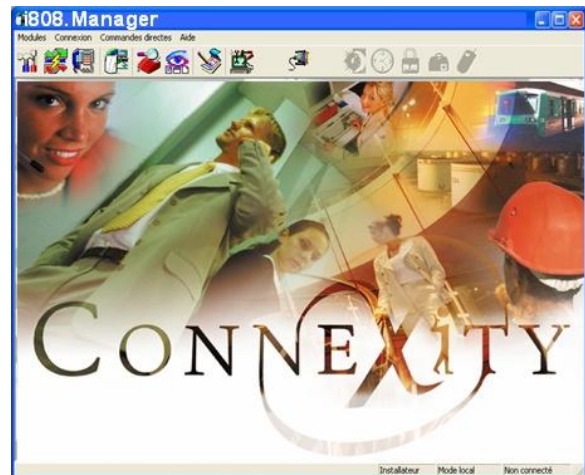 i808.Manager
Modules Connexion Commandes directes Aide
CONNEXiTY
Installateur Mode local Non connecté